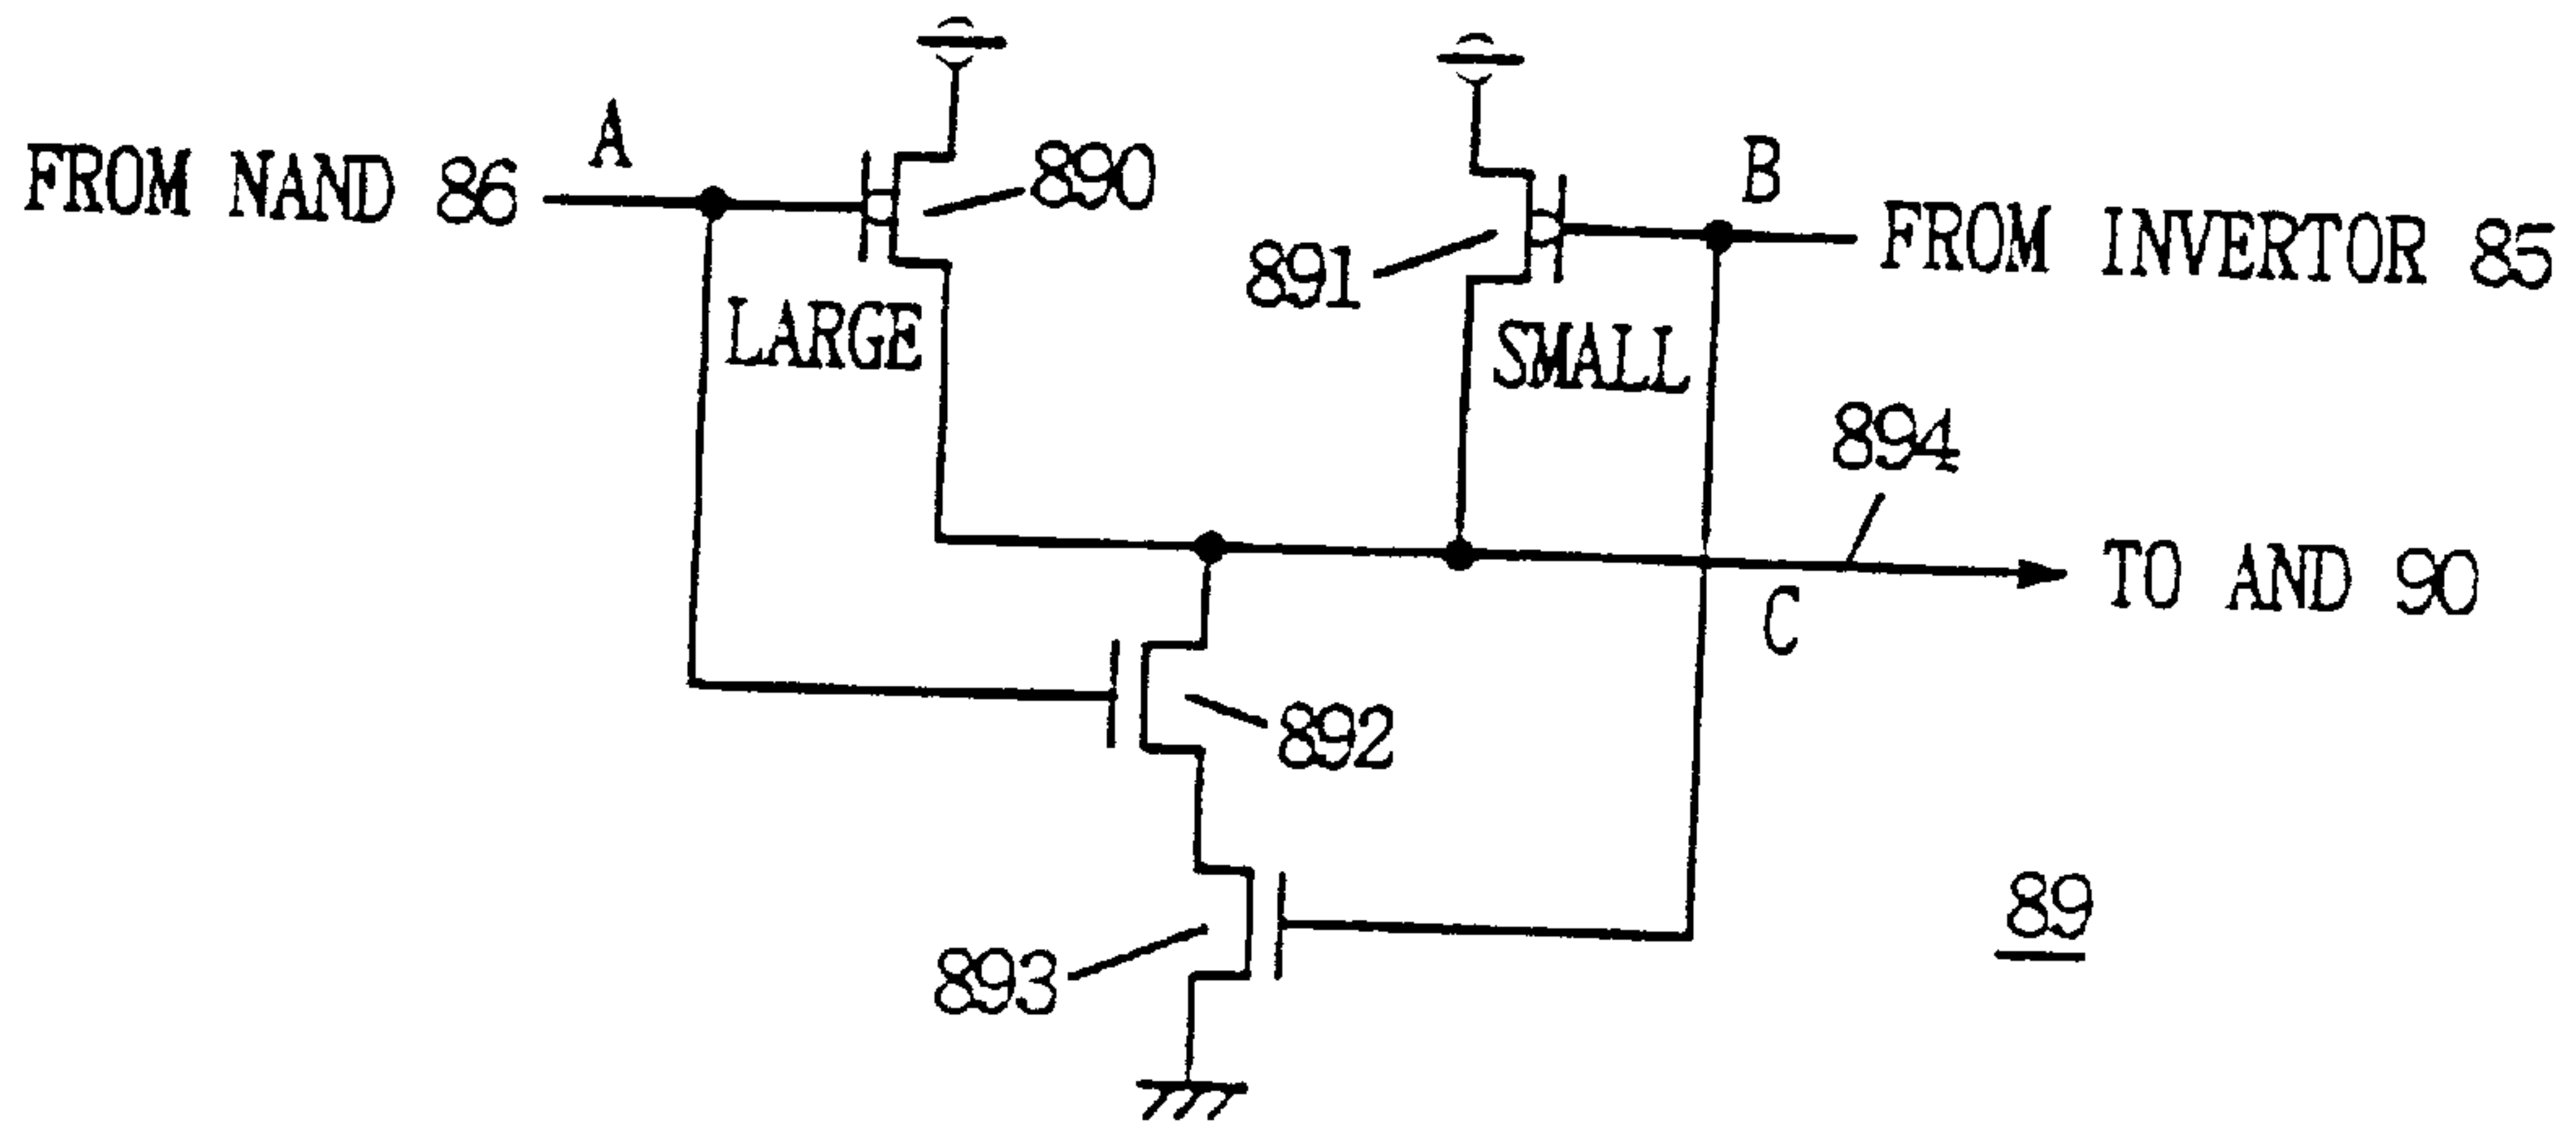 A
FROM NAND 86
890
LARGE
891
SMALL
B
FROM INVERTOR 85
894
TO AND 90
C
892
893
89